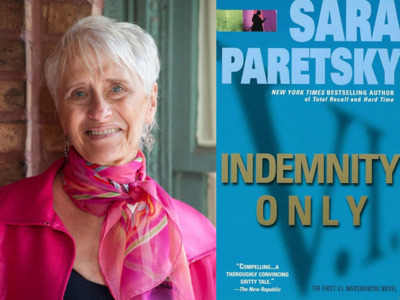 SARA
PARETSKY
NEW YORK TIMES BESTSELLING AUTHOR
of Total Recall and Hard Time
INDEMNITY
ONLY
"COMPELLING...A
THOROUGHLY CONVINCING
GRITTY TALE."
—The New Republic
THE FIRST V.I. WARSHAWSKI NOVEL